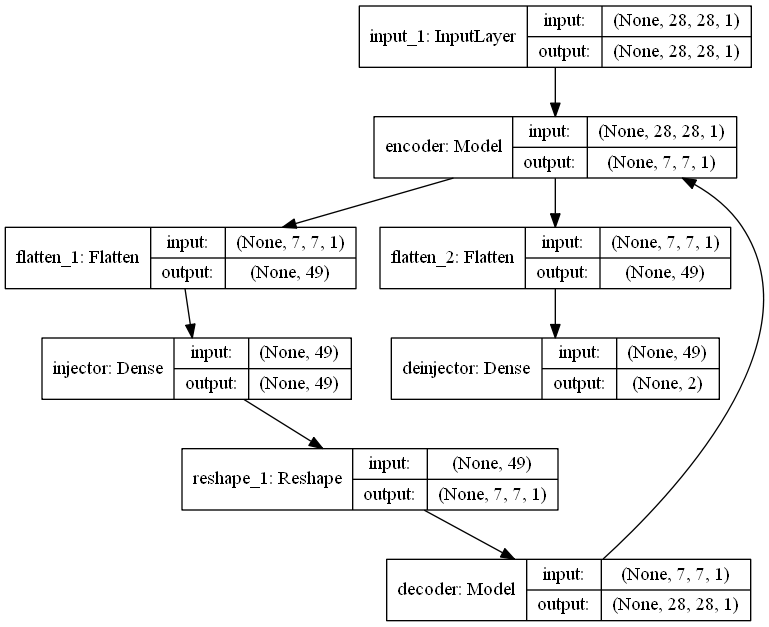 input_1: InputLayer
input: (None, 28, 28, 1)
output: (None, 28, 28, 1)
encoder: Model
input: (None, 28, 28, 1)
output: (None, 7, 7, 1)
flatten_1: Flatten
input: (None, 7, 7, 1)
output: (None, 49)
flatten_2: Flatten
input: (None, 7, 7, 1)
output: (None, 49)
injector: Dense
input: (None, 49)
output: (None, 49)
deinjector: Dense
input: (None, 49)
output: (None, 2)
reshape_1: Reshape
input: (None, 49)
output: (None, 7, 7, 1)
decoder: Model
input: (None, 7, 7, 1)
output: (None, 28, 28, 1)